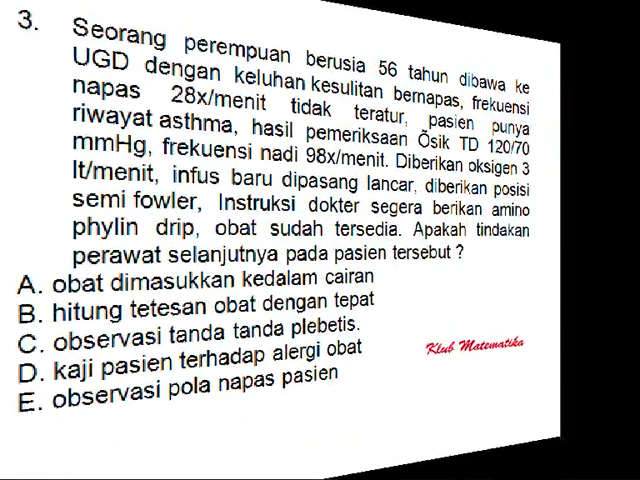 3. Seorang perempuan berusia 56 tahun dibawa ke
UGD dengan keluhan kesulitan bernapas, frekuensi
napas 28x/menit tidak teratur, pasien punya
riwayat asthma, hasil pemeriksaan Õsik TD 120/70
mmHg, frekuensi nadi 98x/menit. Diberikan oksigen 3
lt/menit, infus baru dipasang lancar, diberikan posisi
semi fowler, Instruksi dokter segera berikan amino
phylin drip, obat sudah tersedia. Apakah tindakan
perawat selanjutnya pada pasien tersebut ?
A. obat dimasukkan kedalam cairan
B. hitung tetesan obat dengan tepat
C. observasi tanda tanda plebetis.
D. kaji pasien terhadap alergi obat
E. observasi pola napas pasien
Klub Matematika